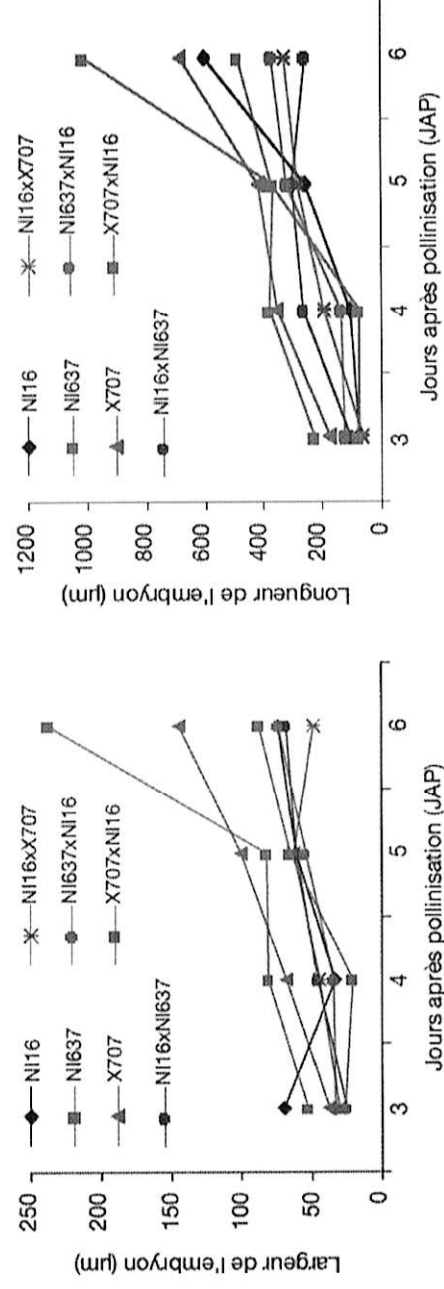 250
200
150
100
50
0
Largeur de l'embryon (µm)
NI16
NI637
X707
NI16xNI637
NI16xX707
NI637xNI16
X707xNI16
3
4
5
6
Jours après pollinisation (JAP)
1200
1000
800
600
400
200
0
Longueur de l'embryon (µm)
NI16
NI637
X707
NI16xNI637
NI16xX707
NI637xNI16
X707xNI16
3
4
5
6
Jours après pollinisation (JAP)